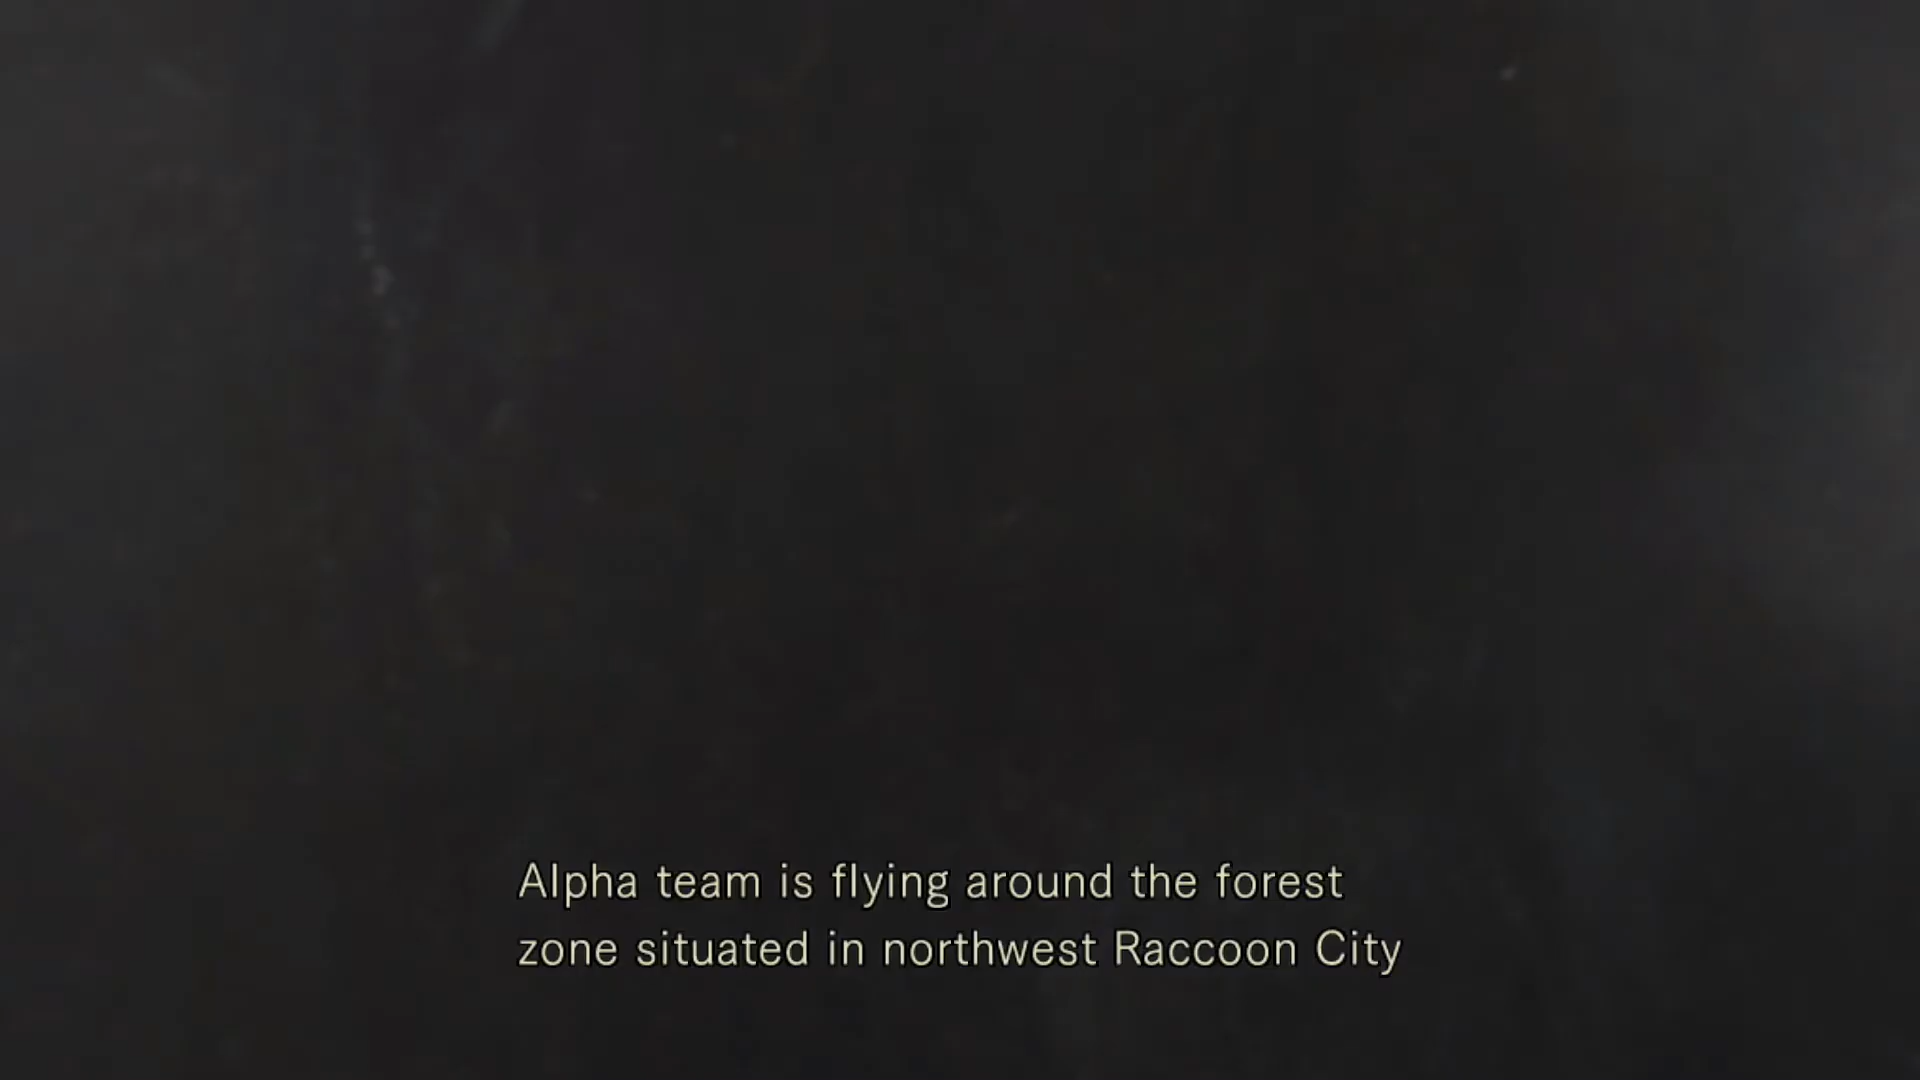 Alpha team is flying around the forest
zone situated in northwest Raccoon City